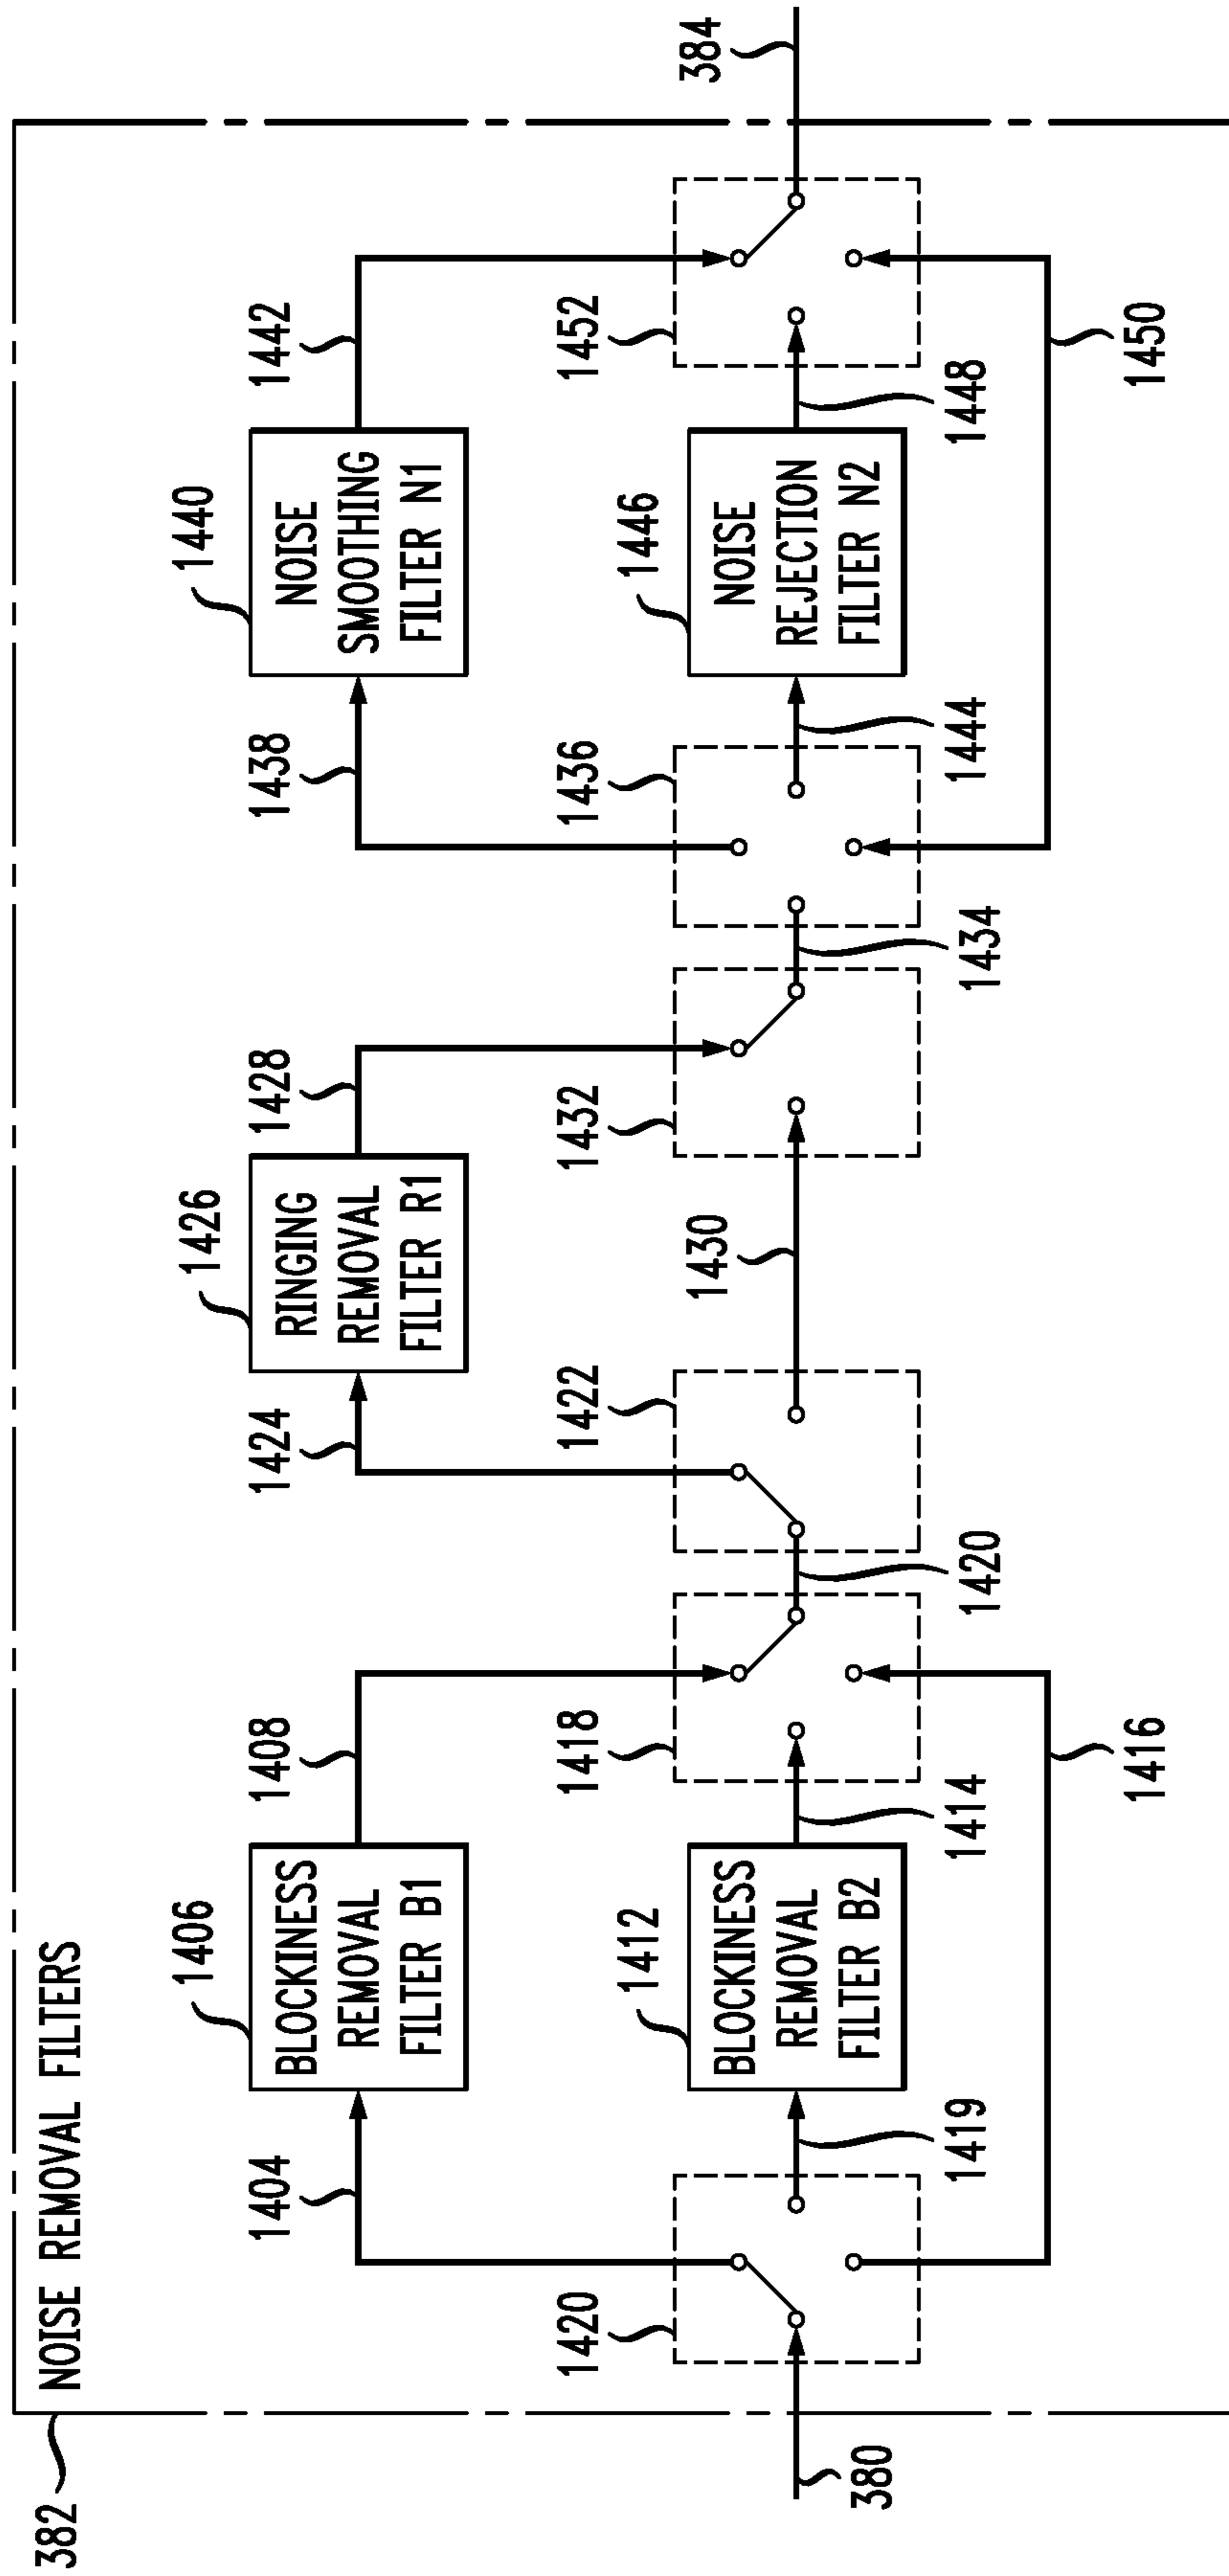 382
NOISE REMOVAL FILTERS
380
1420
1404
1406
BLOCKINESS
REMOVAL
FILTER B1
1408
1419
1412
BLOCKINESS
REMOVAL
FILTER B2
1414
1416
1418
1420
1422
1424
1426
RINGING
REMOVAL
FILTER R1
1428
1430
1432
1434
1436
1438
1440
NOISE
SMOOTHING
FILTER N1
1442
1444
1446
NOISE
REJECTION
FILTER N2
1448
1450
1452
384